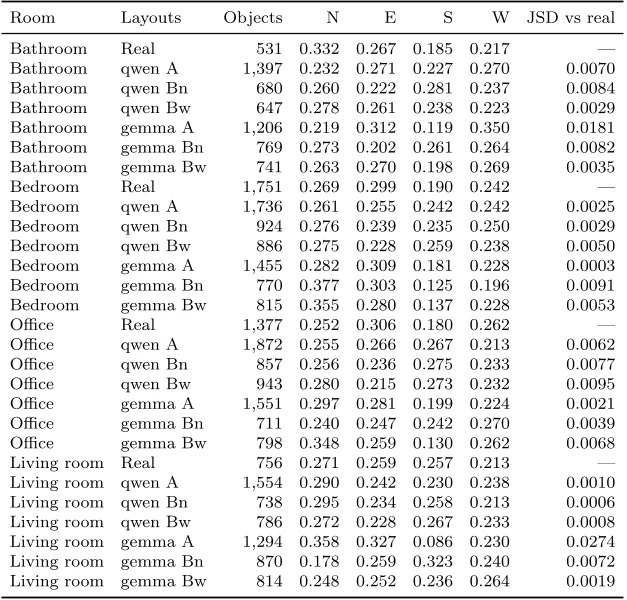 Room Layouts Objects N E S W JSD vs real
Bathroom Real 531 0.332 0.267 0.185 0.217 —
Bathroom qwen A 1,397 0.232 0.271 0.227 0.270 0.0070
Bathroom qwen Bn 680 0.260 0.222 0.281 0.237 0.0084
Bathroom qwen Bw 647 0.278 0.261 0.238 0.223 0.0029
Bathroom gemma A 1,206 0.219 0.312 0.119 0.350 0.0181
Bathroom gemma Bn 769 0.273 0.202 0.261 0.264 0.0082
Bathroom gemma Bw 741 0.263 0.270 0.198 0.269 0.0035
Bedroom Real 1,751 0.269 0.299 0.190 0.242 —
Bedroom qwen A 1,736 0.261 0.255 0.242 0.242 0.0025
Bedroom qwen Bn 924 0.276 0.239 0.235 0.250 0.0029
Bedroom qwen Bw 886 0.275 0.228 0.259 0.238 0.0050
Bedroom gemma A 1,455 0.282 0.309 0.181 0.228 0.0003
Bedroom gemma Bn 770 0.377 0.303 0.125 0.196 0.0091
Bedroom gemma Bw 815 0.355 0.280 0.137 0.228 0.0053
Office Real 1,377 0.252 0.306 0.180 0.262 —
Office qwen A 1,872 0.255 0.266 0.267 0.213 0.0062
Office qwen Bn 857 0.256 0.236 0.275 0.233 0.0077
Office qwen Bw 943 0.280 0.215 0.273 0.232 0.0095
Office gemma A 1,551 0.297 0.281 0.199 0.224 0.0021
Office gemma Bn 711 0.240 0.247 0.242 0.270 0.0039
Office gemma Bw 798 0.348 0.259 0.130 0.262 0.0068
Living room Real 756 0.271 0.259 0.257 0.213 —
Living room qwen A 1,554 0.290 0.242 0.230 0.238 0.0010
Living room qwen Bn 738 0.295 0.234 0.258 0.213 0.0006
Living room qwen Bw 786 0.272 0.228 0.267 0.233 0.0008
Living room gemma A 1,294 0.358 0.327 0.086 0.230 0.0274
Living room gemma Bn 870 0.178 0.259 0.323 0.240 0.0072
Living room gemma Bw 814 0.248 0.252 0.236 0.264 0.0019